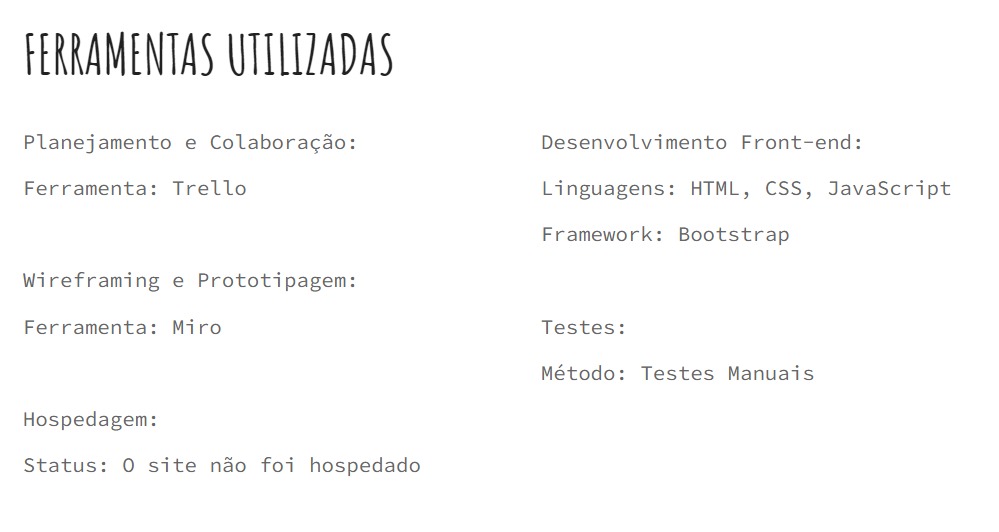 FERRAMENTAS UTILIZADAS
Planejamento e Colaboração:
Ferramenta: Trello
Wireframing e Prototipagem:
Ferramenta: Miro
Hospedagem:
Status: O site não foi hospedado
Desenvolvimento Front-end:
Linguagens: HTML, CSS, JavaScript
Framework: Bootstrap
Testes:
Método: Testes Manuais